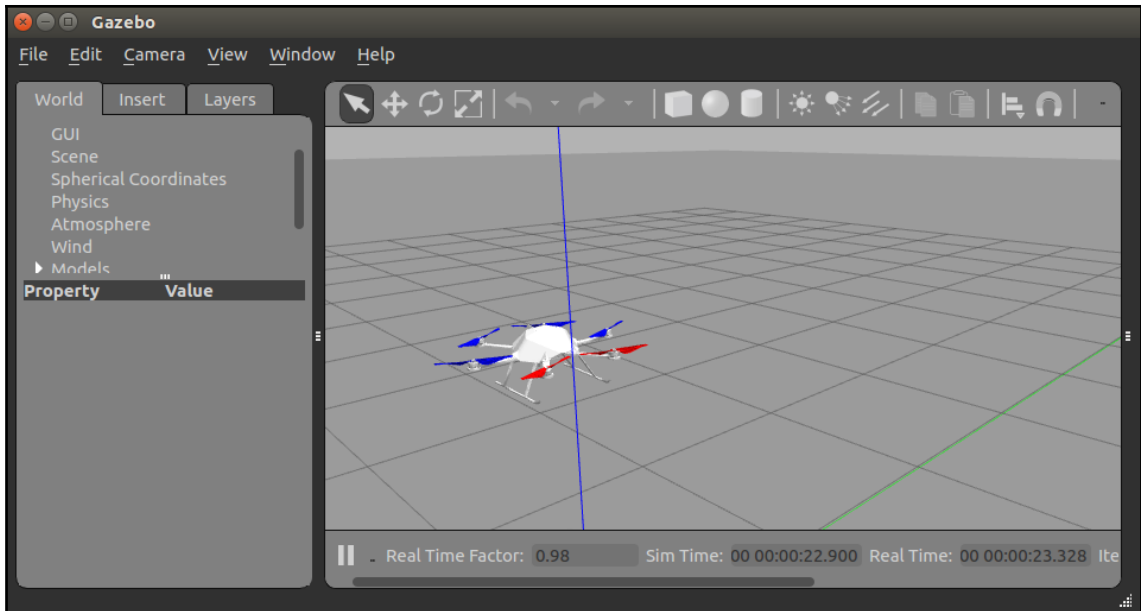 Gazebo
File Edit Camera View Window Help
World Insert Layers
GUI
Scene
Spherical Coordinates
Physics
Atmosphere
Wind
Models
Property Value
Real Time Factor: 0.98 Sim Time: 00 00:00:22.900 Real Time: 00 00:00:23.328 Ite